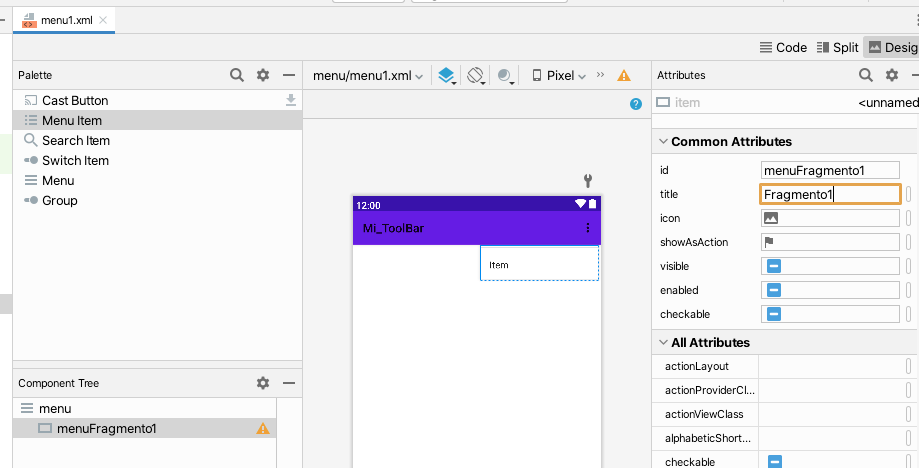 menu1.xml
Code
Split
Desig
Palette
menu/menu1.xml
Pixel
Attributes
Cast Button
Menu Item
Search Item
Switch Item
Menu
Group
item
<unnamed
Common Attributes
id
menuFragmento1
title
Fragmento1
icon
showAsAction
visible
enabled
checkable
All Attributes
actionLayout
actionProviderCl...
actionViewClass
alphabeticShort...
checkable
12:00
Mi_ToolBar
Item
Component Tree
menu
menuFragmento1